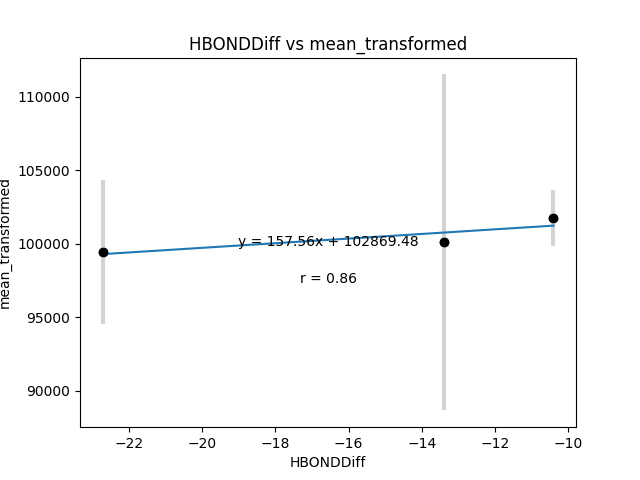 HBONDDiff vs mean_transformed
mean_transformed
110000
105000
100000
95000
90000
y = 157.56x + 102869.48
r = 0.86
−22
−20
−18
−16
−14
−12
−10
HBONDDiff